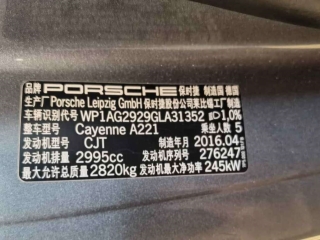 品牌 PORSCHE 保时捷 制造国 德国
生产厂 Porsche Leipzig GmbH 保时捷股份公司莱比锡工厂制造
车辆识别代号 WP1AG2929GLA31352 1,0%
整车型号 Cayenne A221 乘坐人数 5
发动机型号 CJT 制造年月 2016.04
发动机排量 2995cc 发动机序列号 276247
最大允许总质量 2820kg 发动机最大净功率 245kW